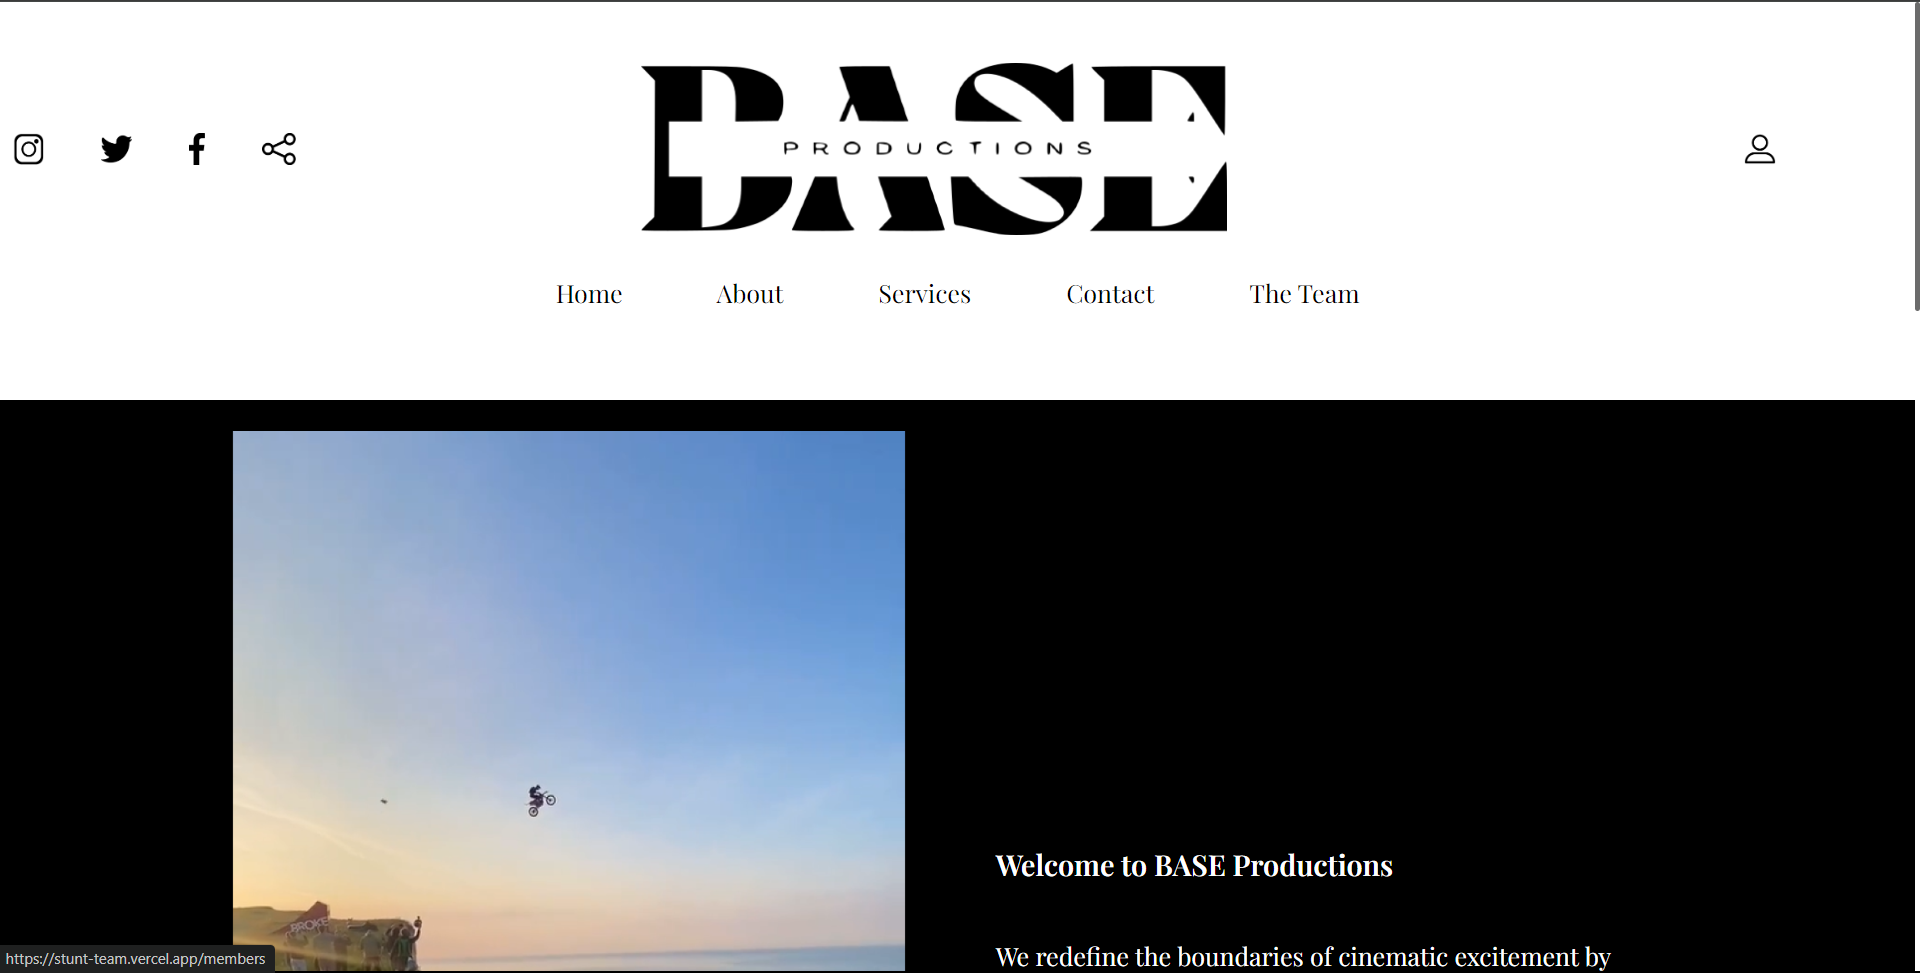 BASE
PRODUCTIONS
Home About Services Contact The Team
BROKE
Welcome to BASE Productions
We redefine the boundaries of cinematic excitement by
https://stunt-team.vercel.app/members